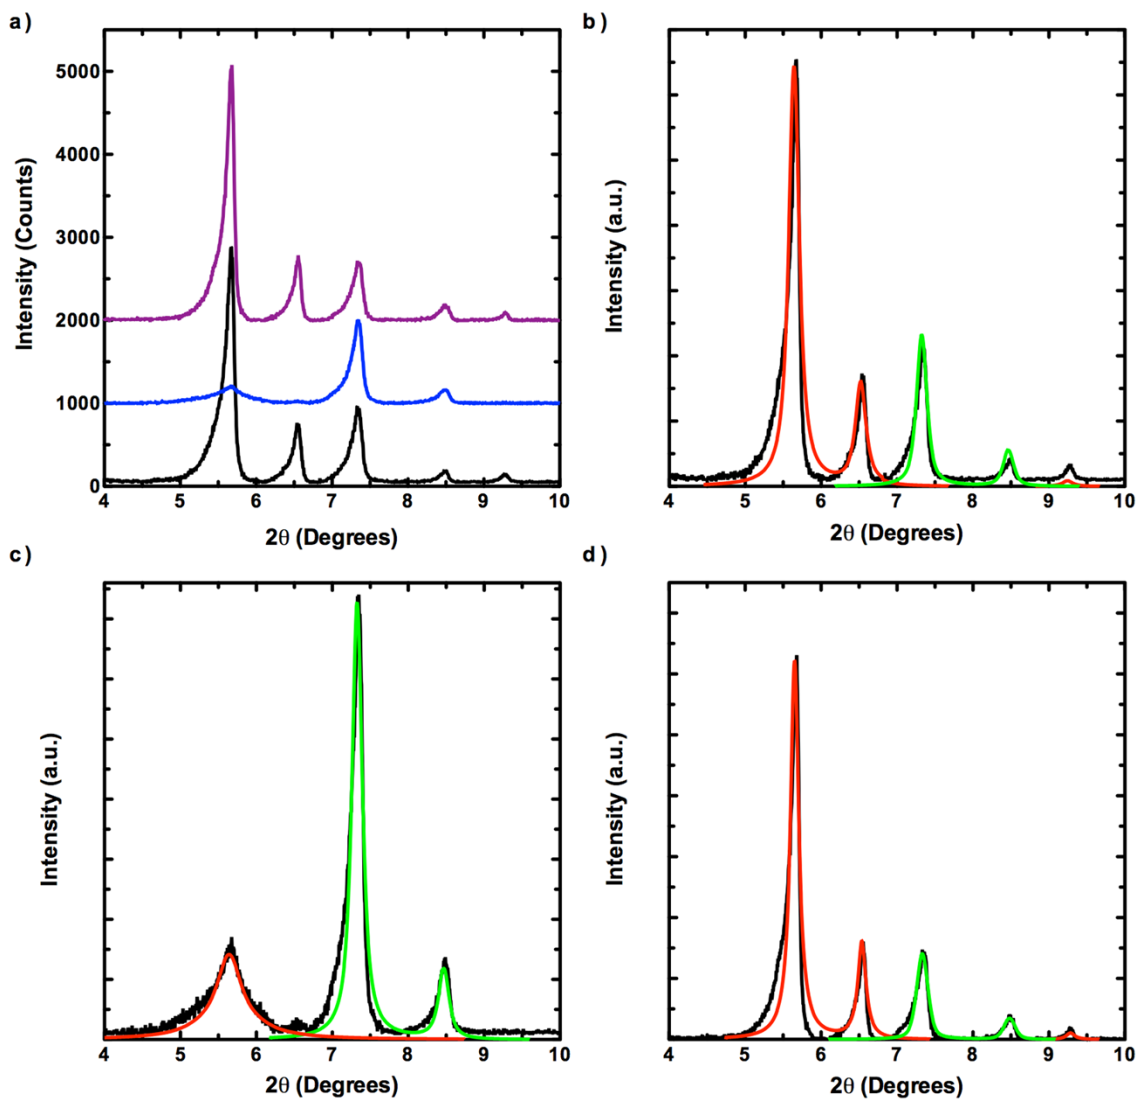 a)
5000
4000
3000
2000
1000
0
Intensity (Counts)
4 5 6 7 8 9 10
2θ (Degrees)
b)
Intensity (a.u.)
4 5 6 7 8 9 10
2θ (Degrees)
c)
Intensity (a.u.)
4 5 6 7 8 9 10
2θ (Degrees)
d)
Intensity (a.u.)
4 5 6 7 8 9 10
2θ (Degrees)